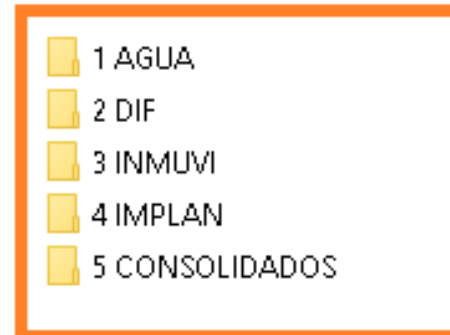 1 AGUA
2 DIF
3 INMUVI
4 IMPLAN
5 CONSOLIDADOS